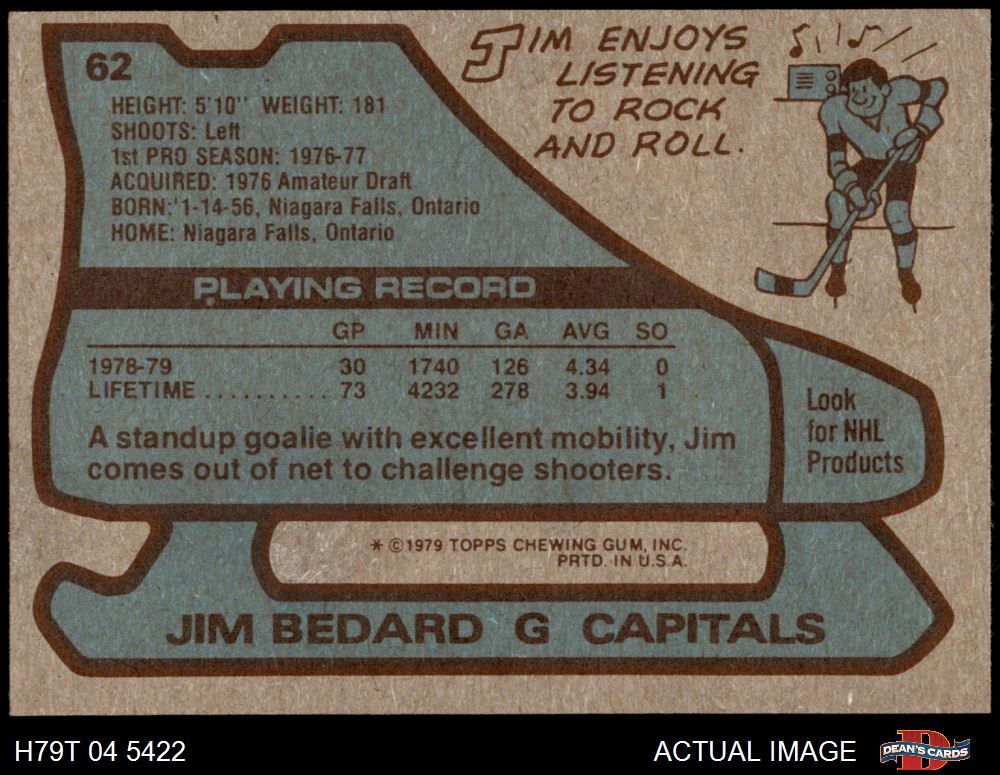 62
HEIGHT: 5'10" WEIGHT: 181
SHOOTS: Left
1st PRO SEASON: 1976-77
ACQUIRED: 1976 Amateur Draft
BORN: 1-14-56, Niagara Falls, Ontario
HOME: Niagara Falls, Ontario
JIM ENJOYS
LISTENING
TO ROCK
AND ROLL.
PLAYING RECORD
GP MIN GA AVG SO
1978-79 30 1740 126 4.34 0
LIFETIME .......... 73 4232 278 3.94 1
A standup goalie with excellent mobility, Jim
comes out of net to challenge shooters.
Look
for NHL
Products
* ©1979 TOPPS CHEWING GUM, INC.
PRTD. IN U.S.A.
JIM BEDARD G CAPITALS
H79T 04 5422
ACTUAL IMAGE
DEAN'S CARDS